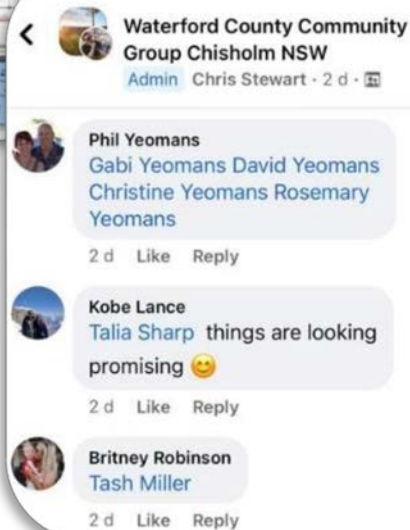 Waterford County Community
Group Chisholm NSW
Admin Chris Stewart · 2 d ·
Phil Yeomans
Gabi Yeomans David Yeomans
Christine Yeomans Rosemary
Yeomans
2 d Like Reply
Kobe Lance
Talia Sharp things are looking
promising 😊
2 d Like Reply
Britney Robinson
Tash Miller
2 d Like Reply